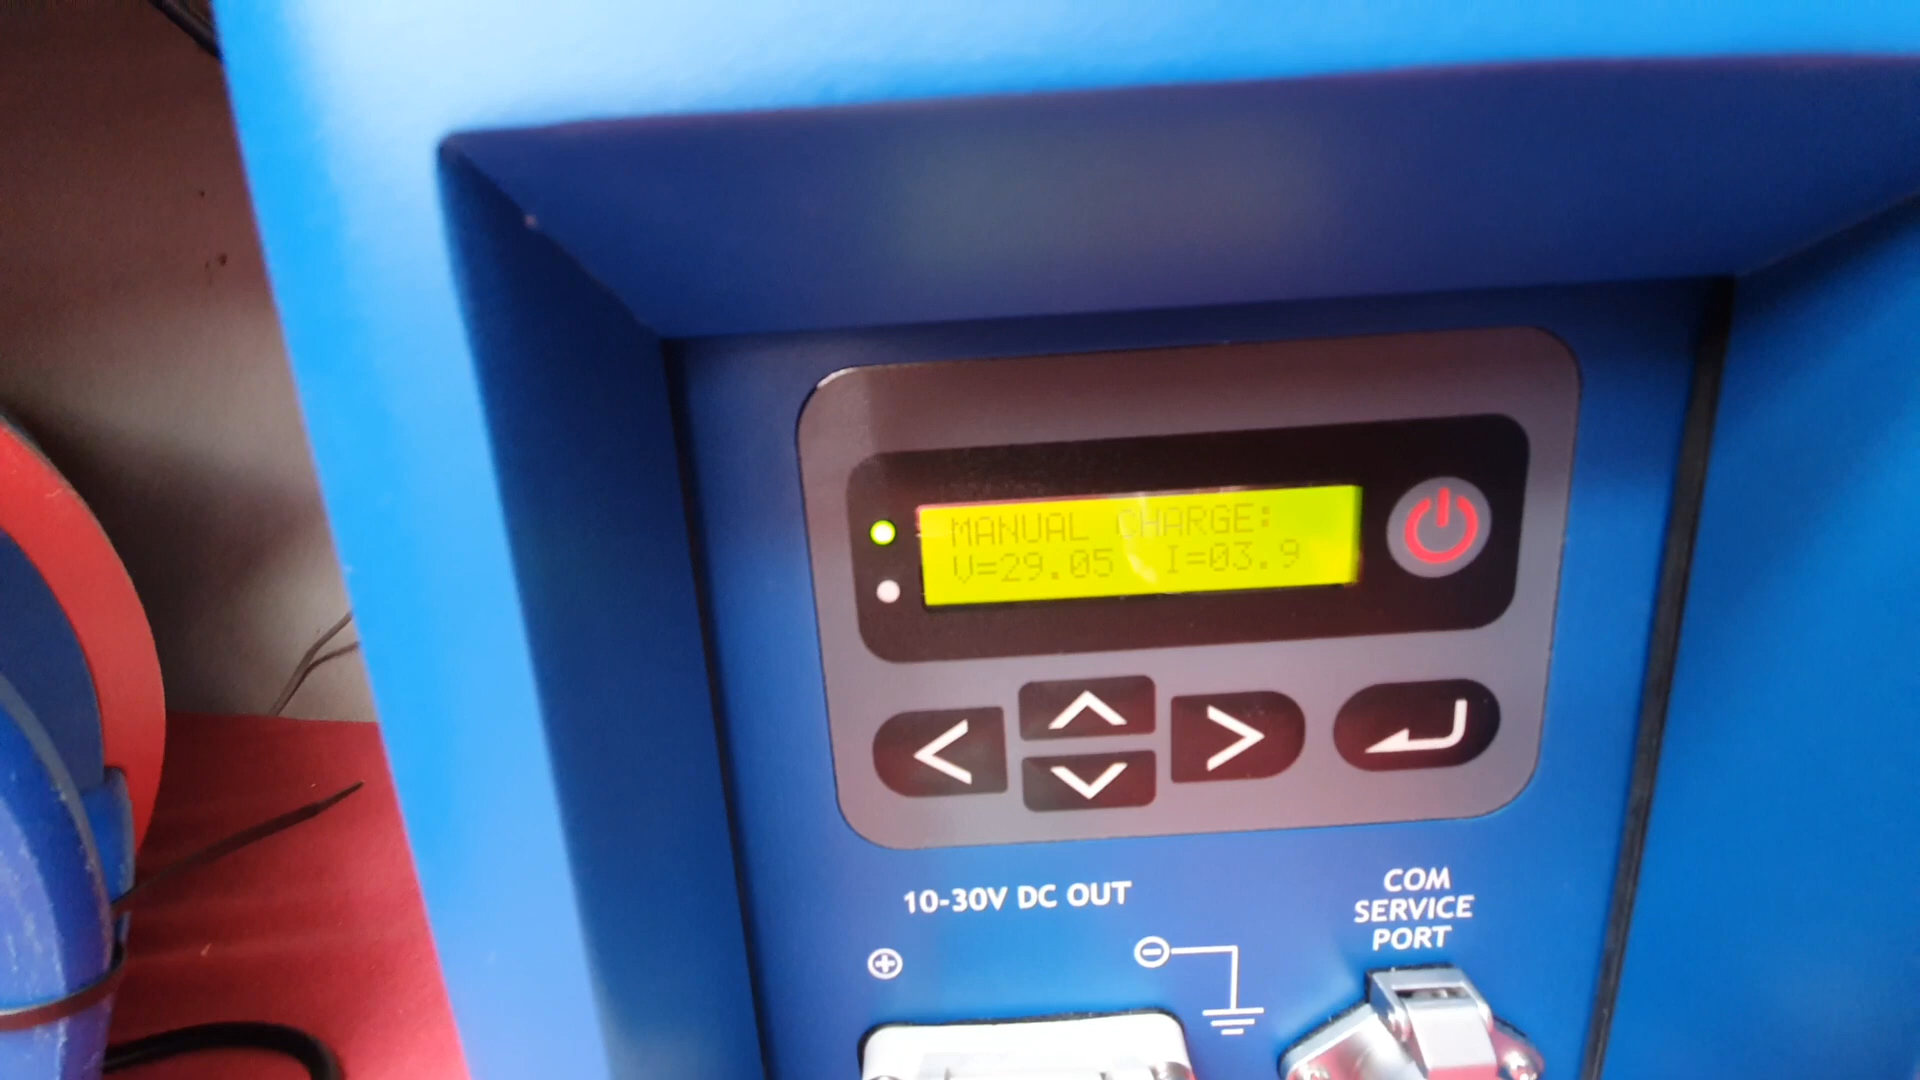 MANUAL CHARGE:
V=29.05 I=03.9
10-30V DC OUT
COM
SERVICE
PORT